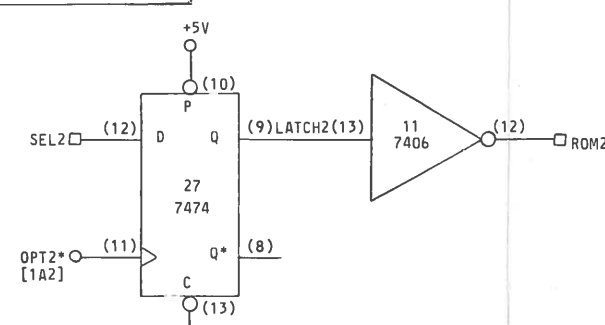 +5V
(10)
P
(12)
(9)LATCH2(13)
11
(12)
SEL2
D
Q
7406
ROM2
27
7474
(11)
Q*
(8)
OPT2*
[1A2]
C
(13)